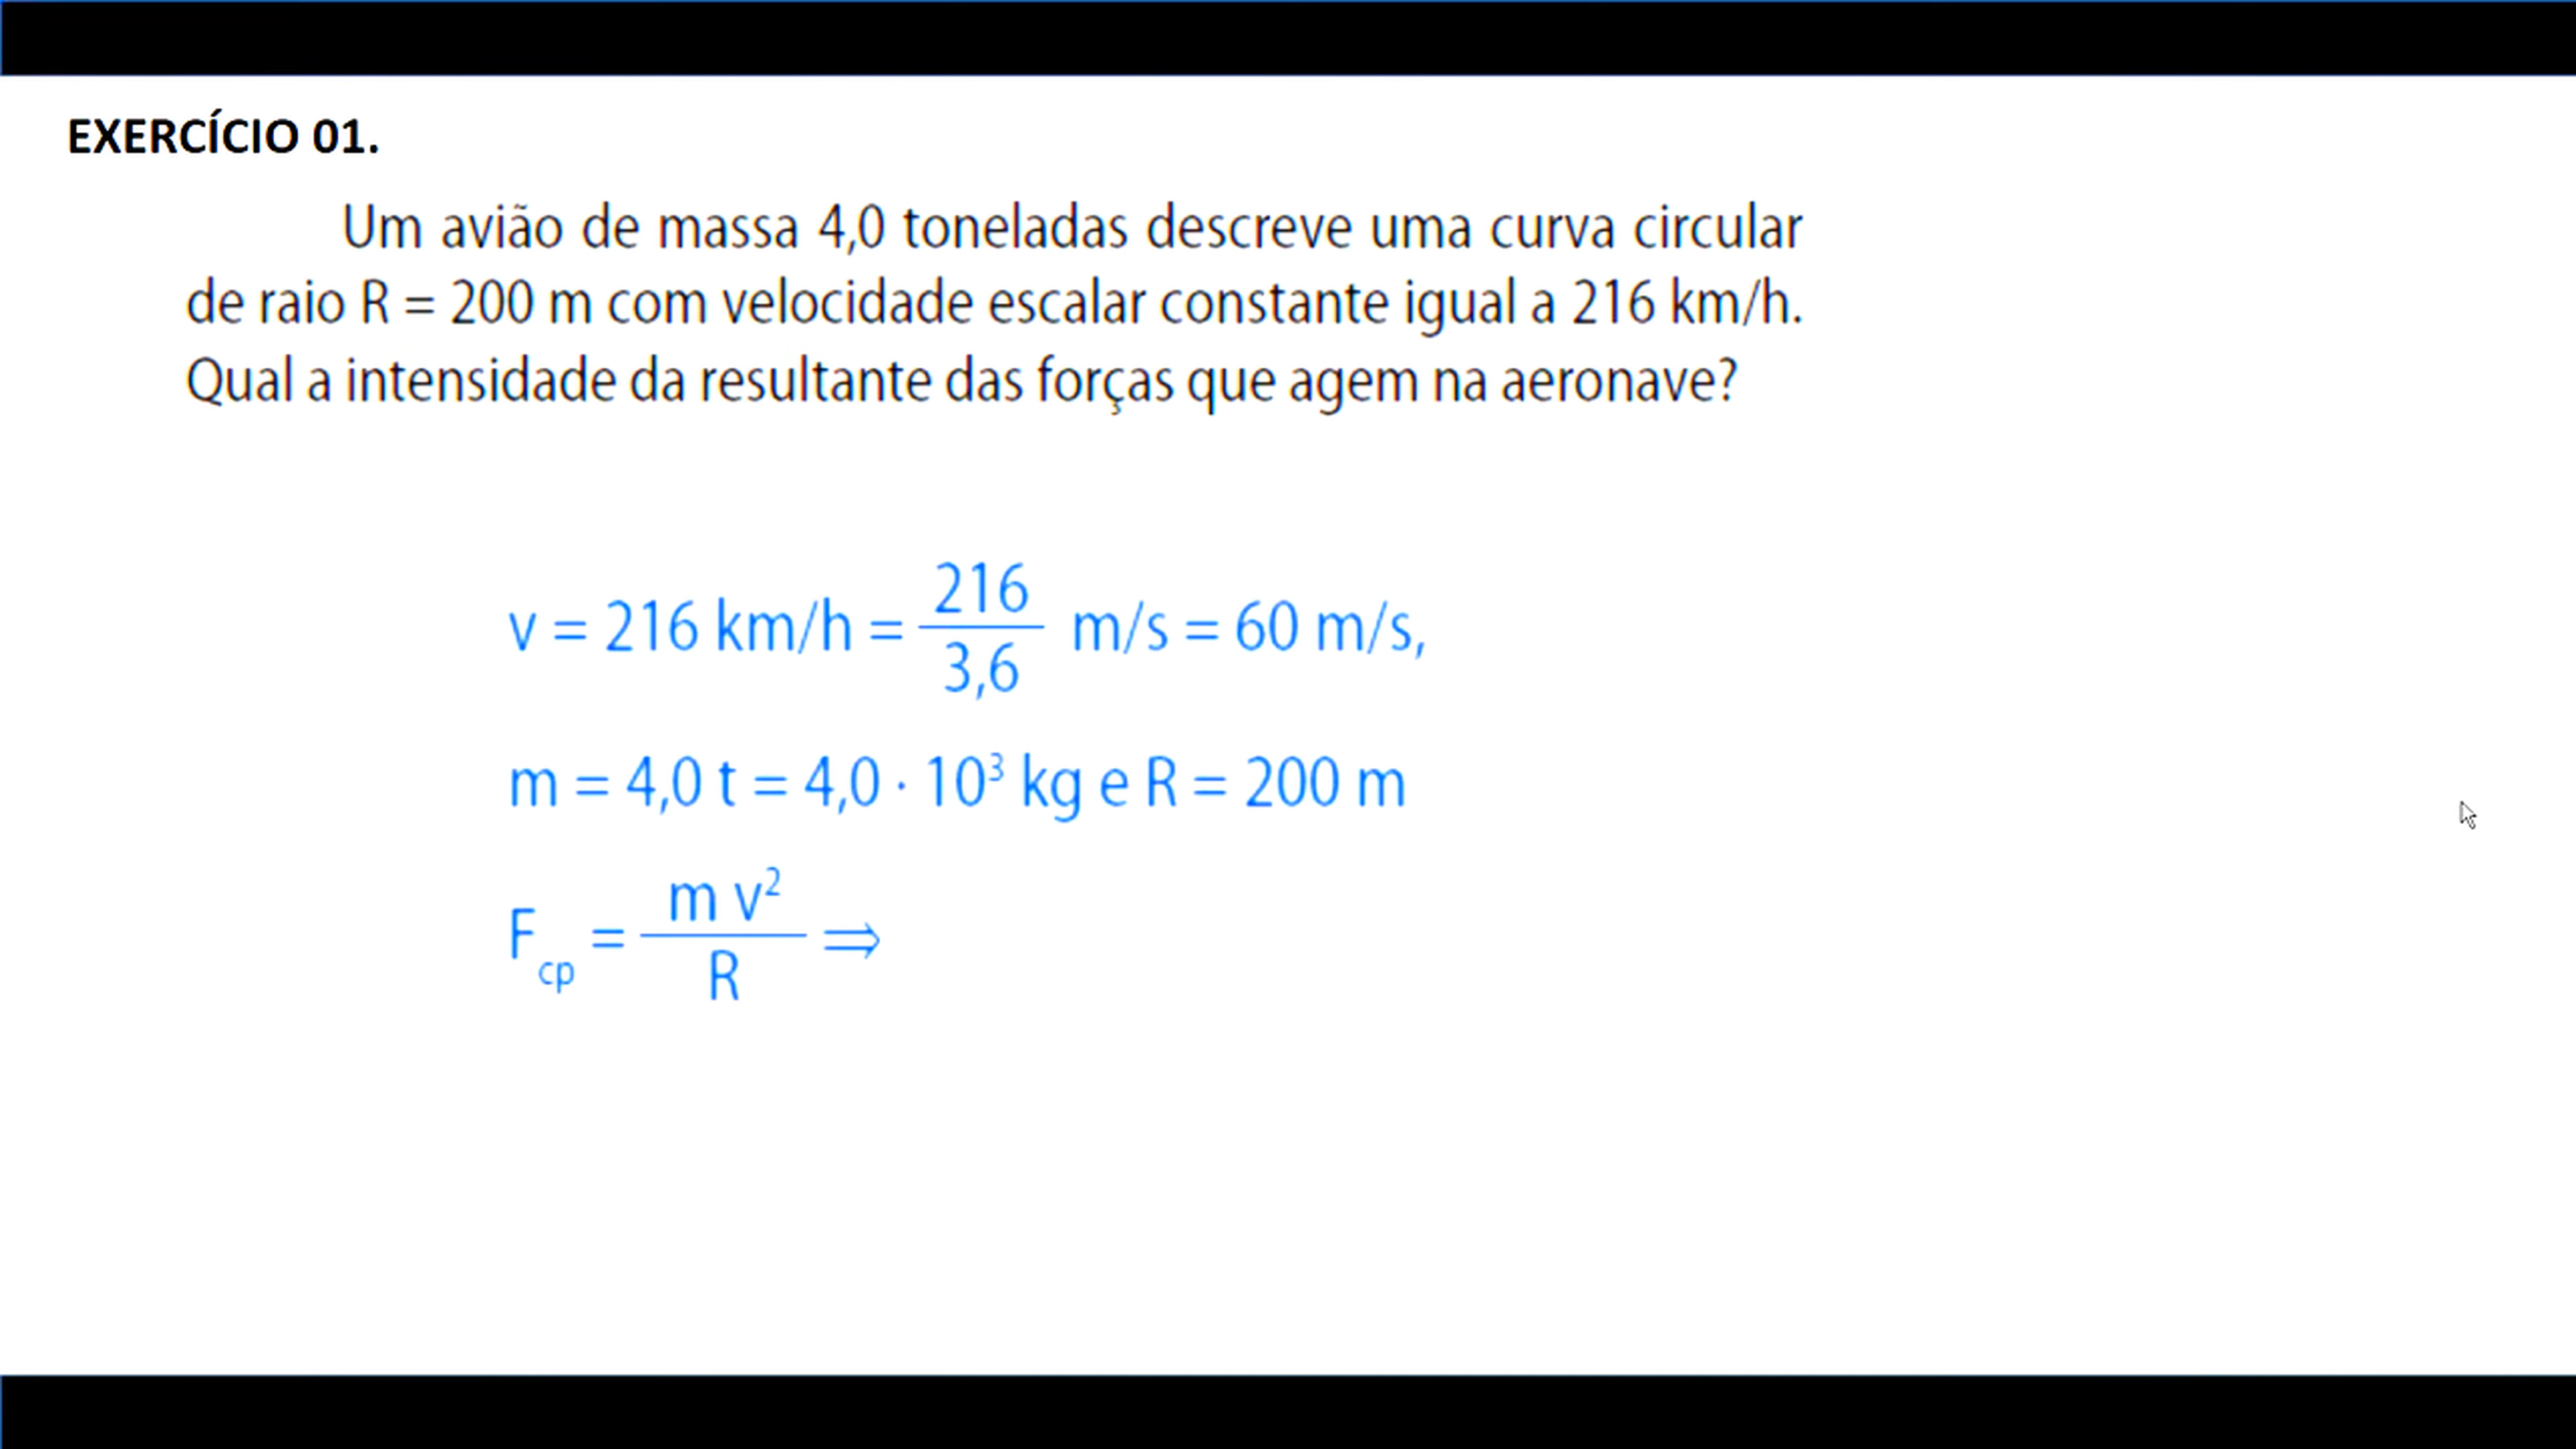 EXERCÍCIO 01.
Um avião de massa 4,0 toneladas descreve uma curva circular
de raio R = 200 m com velocidade escalar constante igual a 216 km/h.
Qual a intensidade da resultante das forças que agem na aeronave?
v = 216 km/h = 216/3,6 m/s = 60 m/s,
m = 4,0 t = 4,0 · 10³ kg e R = 200 m
F_cp = m v²/R ⇒